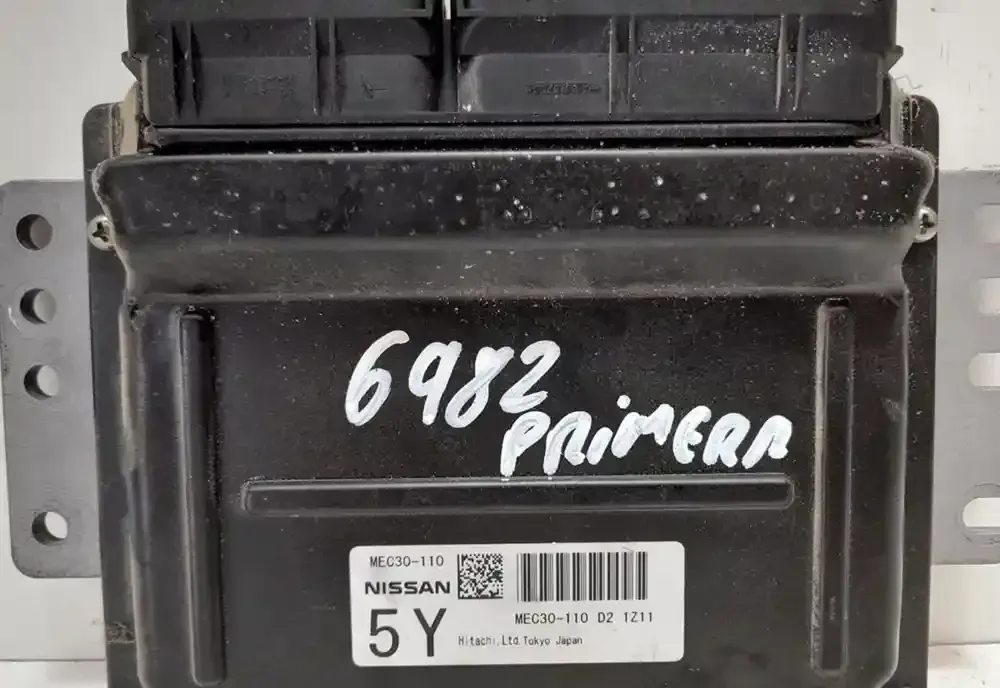 6982
PRiMERA
MEC30-110
NISSAN
5Y
MEC30-110 D2 1Z11
Hitachi,Ltd.Tokyo Japan